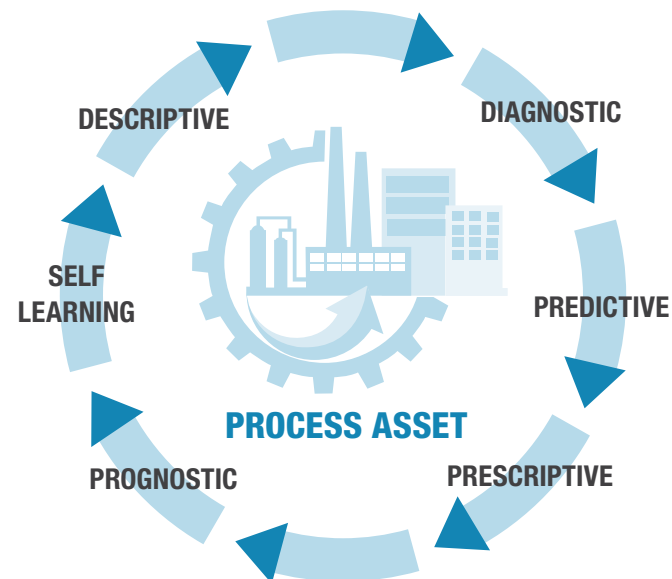 DESCRIPTIVE
DIAGNOSTIC
PREDICTIVE
PRESCRIPTIVE
PROGNOSTIC
SELF
LEARNING
PROCESS ASSET